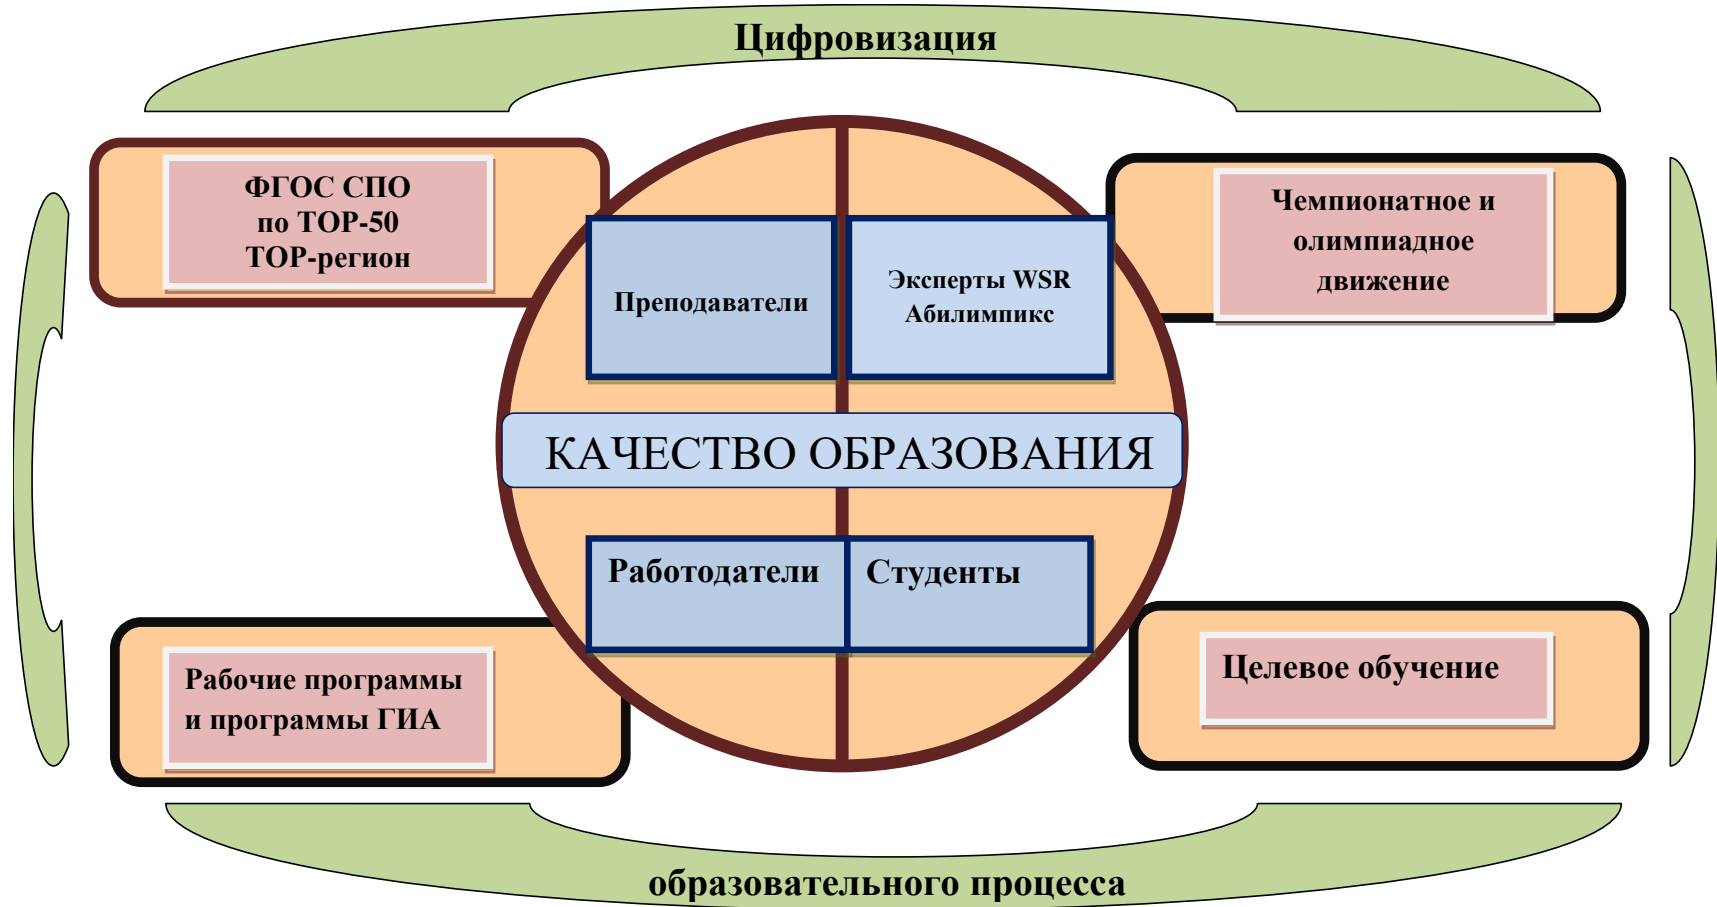 Цифровизация
ФГОС СПО
по ТОР-50
ТОР-регион
Преподаватели
Эксперты WSR
Абилимпикс
Чемпионатное и
олимпиадное
движение
КАЧЕСТВО ОБРАЗОВАНИЯ
Работодатели
Студенты
Рабочие программы
и программы ГИА
Целевое обучение
образовательного процесса